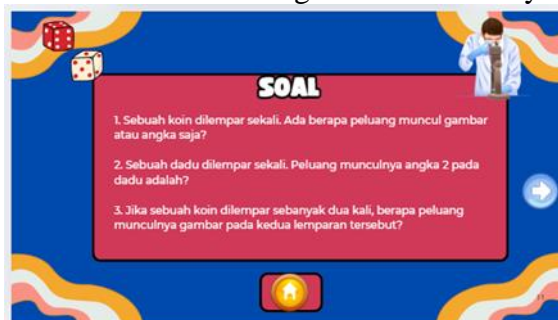 SOAL
1. Sebuah koin dilempar sekali. Ada berapa peluang muncul gambar
atau angka saja?
2. Sebuah dadu dilempar sekali. Peluang munculnya angka 2 pada
dadu adalah?
3. Jika sebuah koin dilempar sebanyak dua kali, berapa peluang
munculnya gambar pada kedua lemparan tersebut?